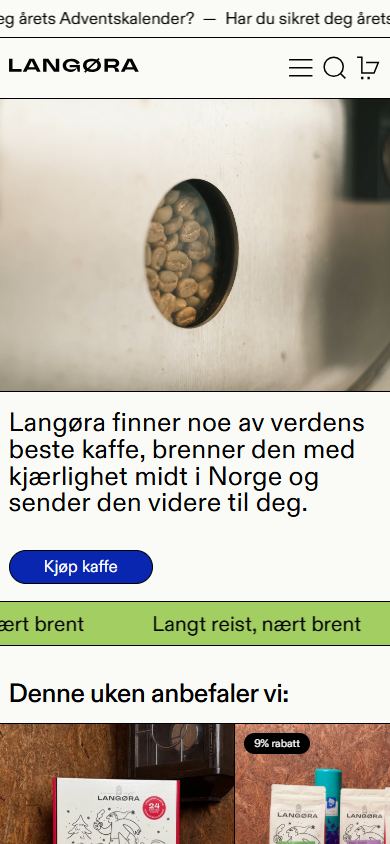 eg årets Adventskalender? — Har du sikret deg årets
LANGØRA
Langøra finner noe av verdens
beste kaffe, brenner den med
kjærlighet midt i Norge og
sender den videre til deg.
Kjøp kaffe
ært brent Langt reist, nært brent
Denne uken anbefaler vi:
9% rabatt
LANGØRA
24
LANGØRA
LANGØRA